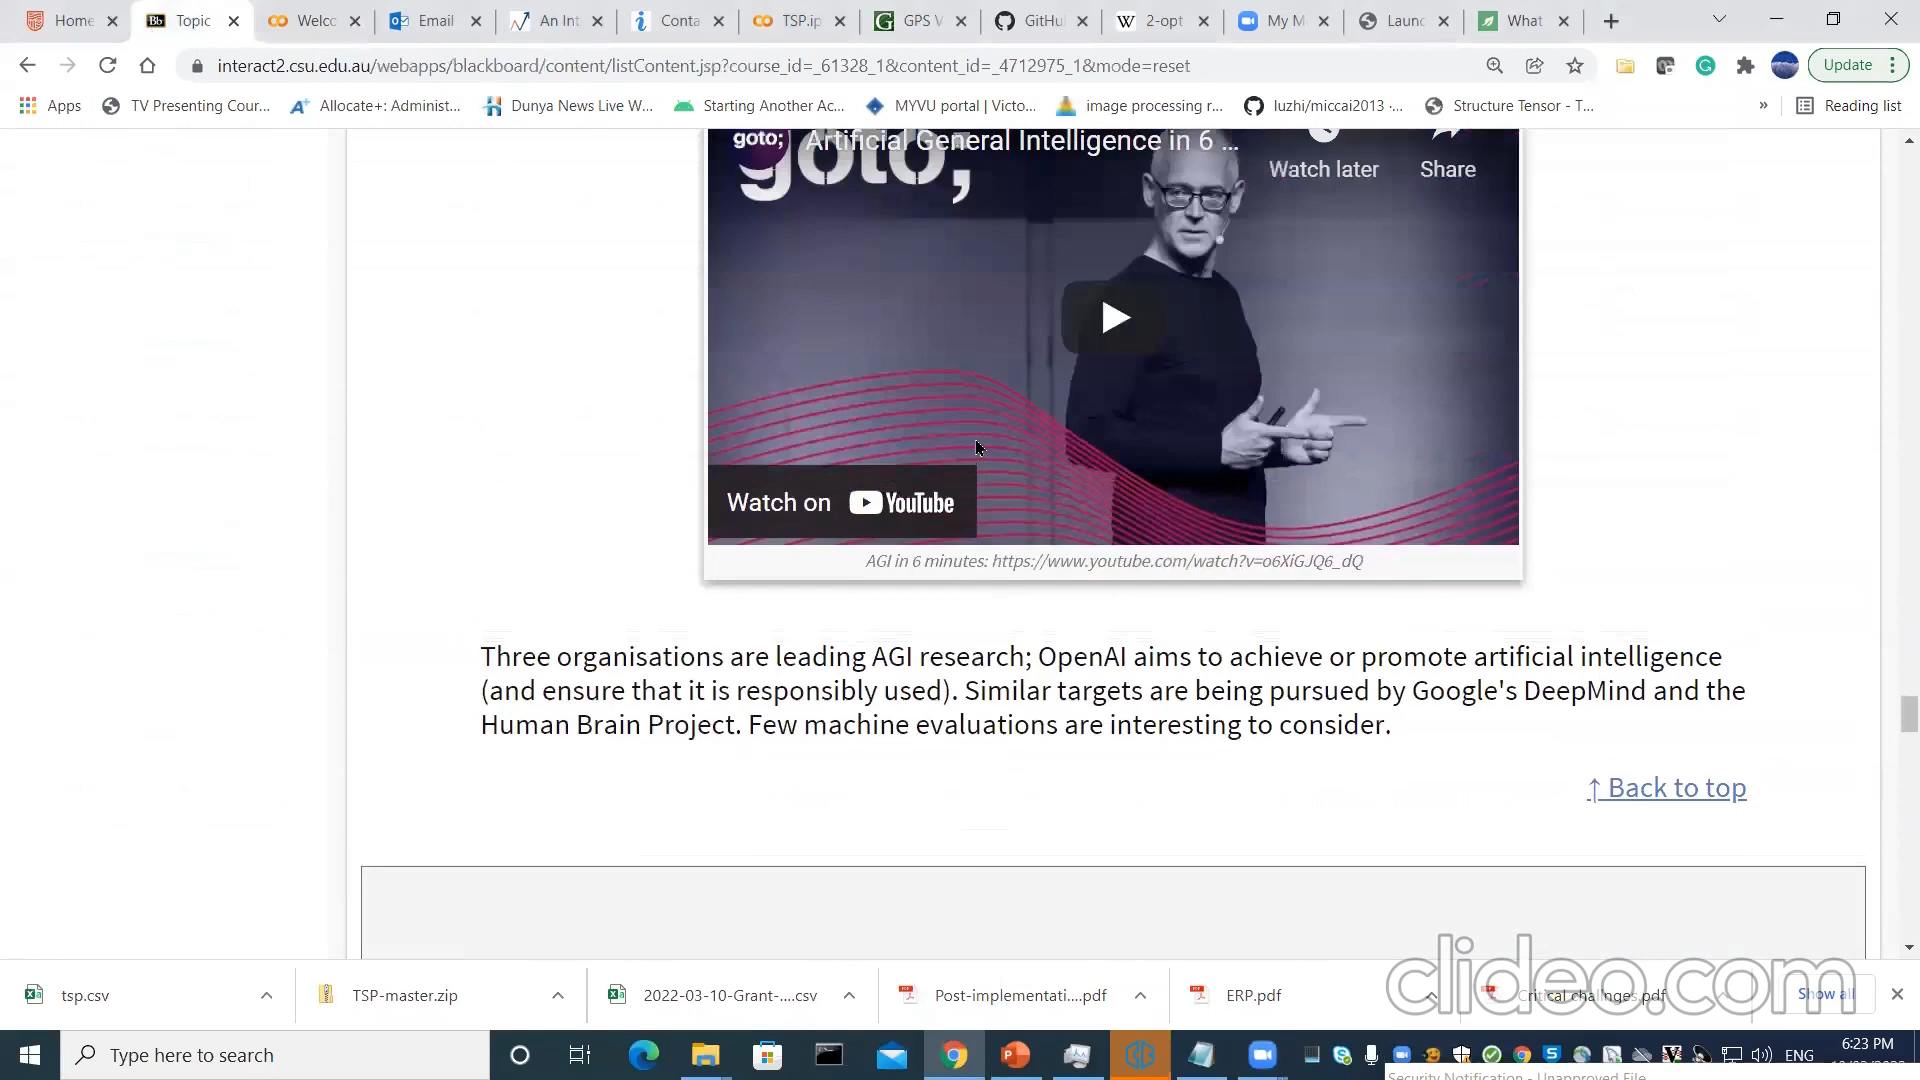 Home
Topic
Welco
Email
An Int
Conta
TSP.ip
GPS V
GitHu
2-opt
My M
Launc
What
interact2.csu.edu.au/webapps/blackboard/content/listContent.jsp?course_id=_61328_1&content_id=_4712975_1&mode=reset
Update
Apps
TV Presenting Cour...
Allocate+: Administ...
Dunya News Live W...
Starting Another Ac...
MYVU portal | Victo...
image processing r...
luzhi/miccai2013 ·...
Structure Tensor - T...
»
Reading list
goto;
Artificial General Intelligence in 6 ...
goto;
Watch later
Share
Watch on YouTube
AGI in 6 minutes: https://www.youtube.com/watch?v=o6XiGJQ6_dQ
Three organisations are leading AGI research; OpenAI aims to achieve or promote artificial intelligence
(and ensure that it is responsibly used). Similar targets are being pursued by Google's DeepMind and the
Human Brain Project. Few machine evaluations are interesting to consider.
↑ Back to top
clideo.com
tsp.csv
TSP-master.zip
2022-03-10-Grant-....csv
Post-implementati....pdf
ERP.pdf
Critical challnges.pdf
Show all
Type here to search
ENG
6:23 PM
Security Notification - Unapproved File